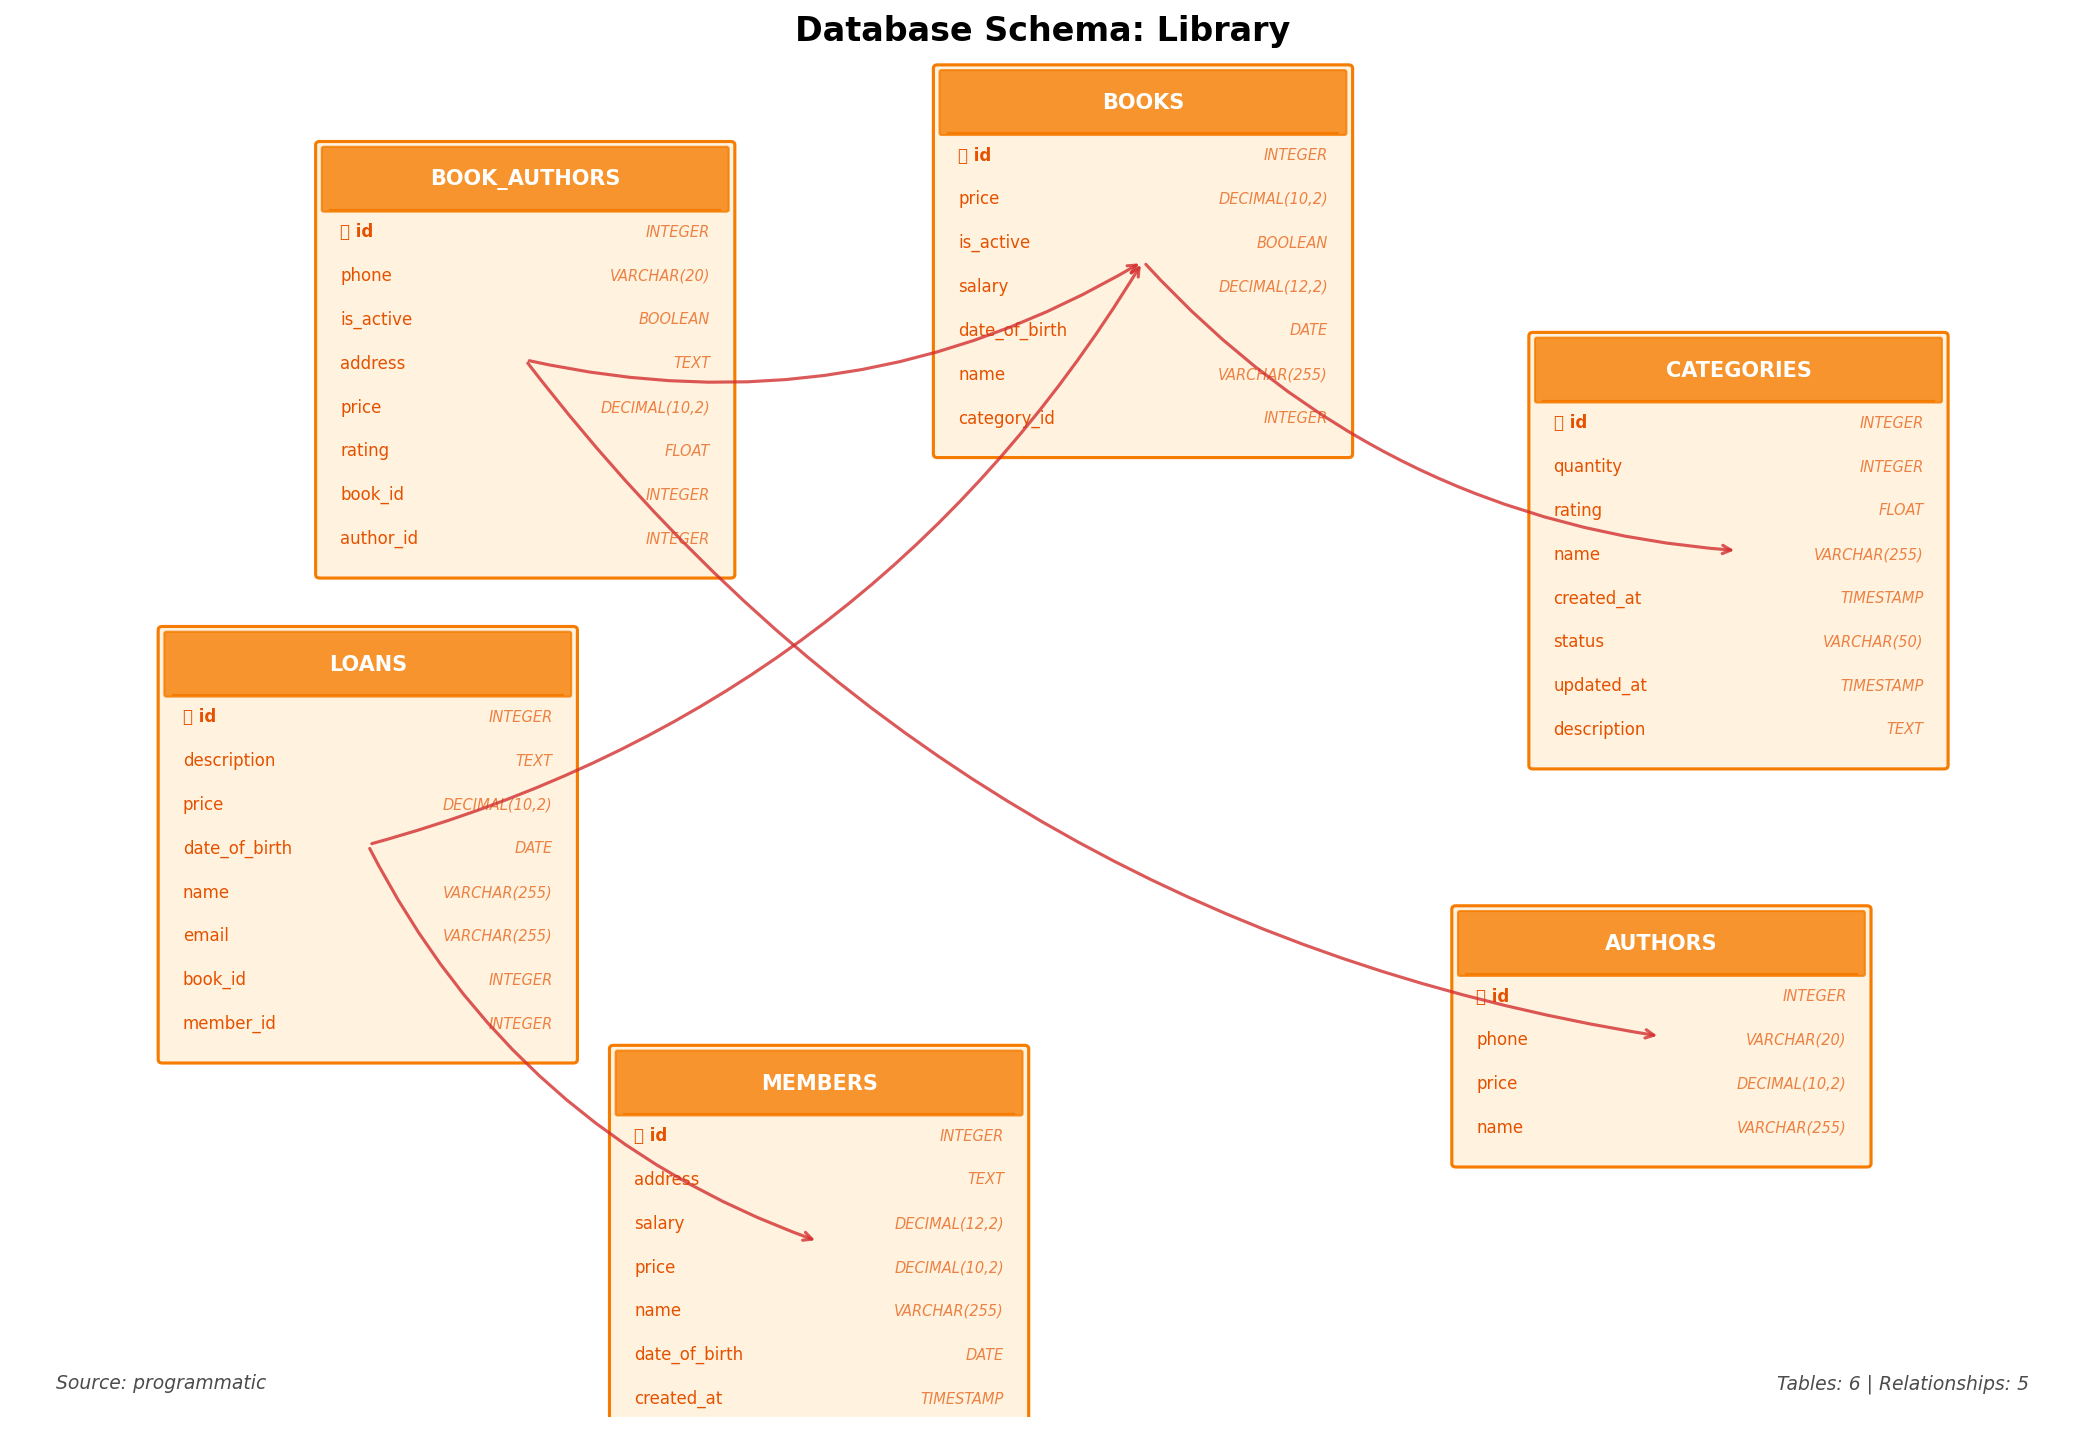 Database Schema: Library
BOOKS
id INTEGER
price DECIMAL(10,2)
is_active BOOLEAN
salary DECIMAL(12,2)
date_of_birth DATE
name VARCHAR(255)
category_id INTEGER
BOOK_AUTHORS
id INTEGER
phone VARCHAR(20)
is_active BOOLEAN
address TEXT
price DECIMAL(10,2)
rating FLOAT
book_id INTEGER
author_id INTEGER
CATEGORIES
id INTEGER
quantity INTEGER
rating FLOAT
name VARCHAR(255)
created_at TIMESTAMP
status VARCHAR(50)
updated_at TIMESTAMP
description TEXT
LOANS
id INTEGER
description TEXT
price DECIMAL(10,2)
date_of_birth DATE
name VARCHAR(255)
email VARCHAR(255)
book_id INTEGER
member_id INTEGER
AUTHORS
id INTEGER
phone VARCHAR(20)
price DECIMAL(10,2)
name VARCHAR(255)
MEMBERS
id INTEGER
address TEXT
salary DECIMAL(12,2)
price DECIMAL(10,2)
name VARCHAR(255)
date_of_birth DATE
created_at TIMESTAMP
Source: programmatic
Tables: 6 | Relationships: 5